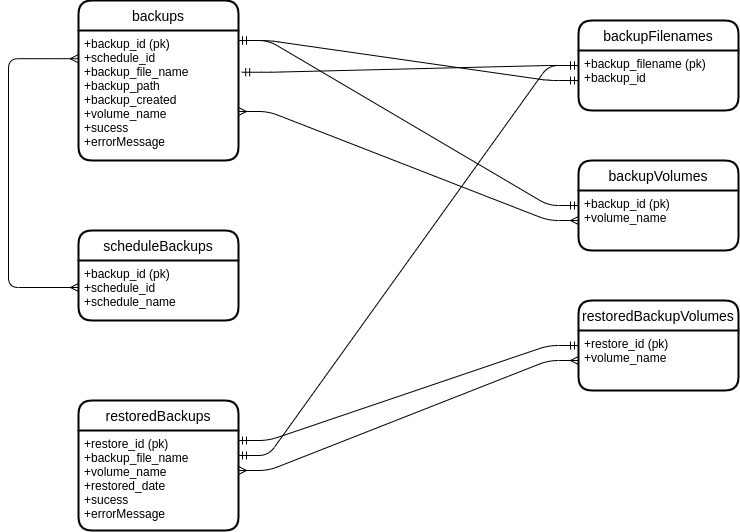 backups
+backup_id (pk)
+schedule_id
+backup_file_name
+backup_path
+backup_created
+volume_name
+sucess
+errorMessage
scheduleBackups
+backup_id (pk)
+schedule_id
+schedule_name
restoredBackups
+restore_id (pk)
+backup_file_name
+volume_name
+restored_date
+sucess
+errorMessage
backupFilenames
+backup_filename (pk)
+backup_id
backupVolumes
+backup_id (pk)
+volume_name
restoredBackupVolumes
+restore_id (pk)
+volume_name